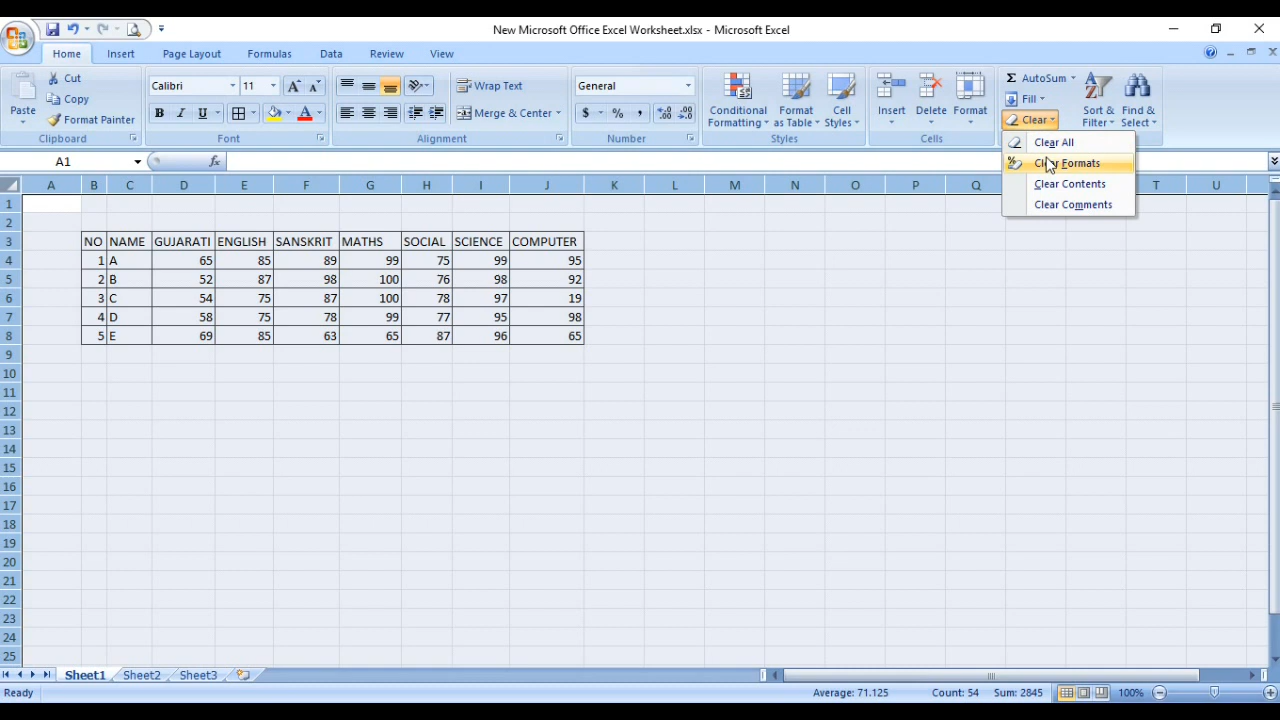 New Microsoft Office Excel Worksheet.xlsx - Microsoft Excel
Home Insert Page Layout Formulas Data Review View
Paste Cut Copy Format Painter
Calibri 11 B I U
Wrap Text Merge & Center
General $ % ,
Conditional Formatting Format as Table Cell Styles
Insert Delete Format
Σ AutoSum Fill Clear Sort & Filter Find & Select
Clipboard Font Alignment Number Styles Cells
Clear All
Clear Formats
Clear Contents
Clear Comments
A1 fx
A B C D E F G H I J K L M N O P Q T U
1
2
3 NO NAME GUJARATI ENGLISH SANSKRIT MATHS SOCIAL SCIENCE COMPUTER
4 1 A 65 85 89 99 75 99 95
5 2 B 52 87 98 100 76 98 92
6 3 C 54 75 87 100 78 97 19
7 4 D 58 75 78 99 77 95 98
8 5 E 69 85 63 65 87 96 65
9
10
11
12
13
14
15
16
17
18
19
20
21
22
23
24
25
Sheet1 Sheet2 Sheet3
Ready Average: 71.125 Count: 54 Sum: 2845 100%